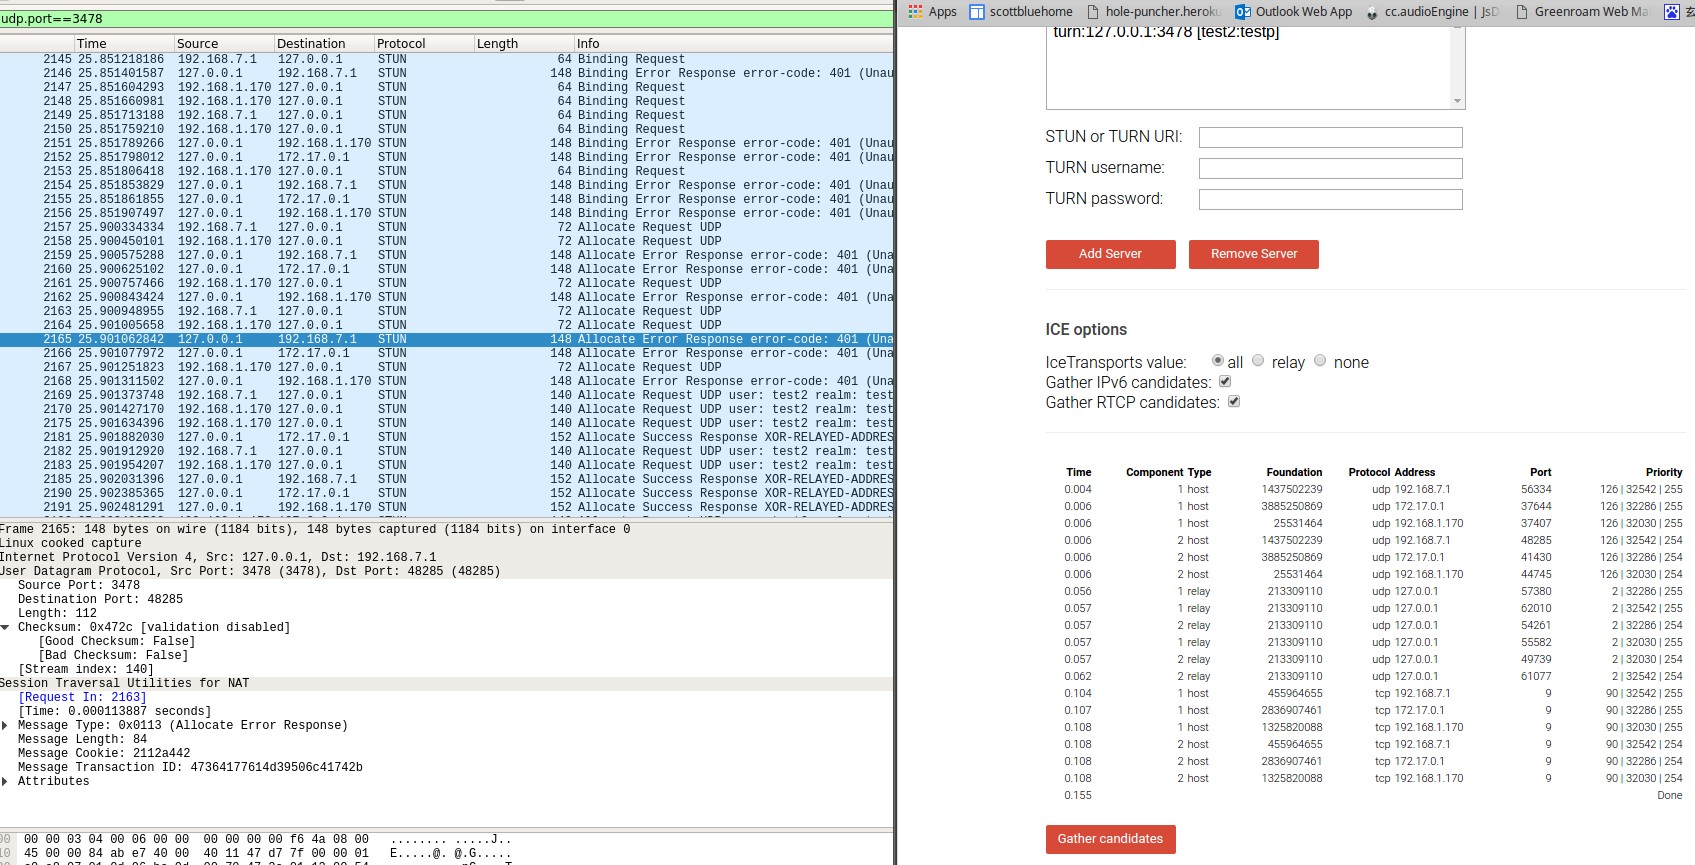 udp.port==3478
Time Source Destination Protocol Length Info
2145 25.851218186 192.168.7.1 127.0.0.1 STUN 64 Binding Request
2146 25.851401587 127.0.0.1 192.168.7.1 STUN 148 Binding Error Response error-code: 401 (Unau
2147 25.851604293 192.168.1.170 127.0.0.1 STUN 64 Binding Request
2148 25.851660981 192.168.1.170 127.0.0.1 STUN 64 Binding Request
2149 25.851713188 192.168.7.1 127.0.0.1 STUN 64 Binding Request
2150 25.851759210 192.168.1.170 127.0.0.1 STUN 64 Binding Request
2151 25.851789266 127.0.0.1 192.168.1.170 STUN 148 Binding Error Response error-code: 401 (Unau
2152 25.851798012 127.0.0.1 172.17.0.1 STUN 148 Binding Error Response error-code: 401 (Unau
2153 25.851806418 192.168.1.170 127.0.0.1 STUN 64 Binding Request
2154 25.851853829 127.0.0.1 192.168.7.1 STUN 148 Binding Error Response error-code: 401 (Unau
2155 25.851861855 127.0.0.1 172.17.0.1 STUN 148 Binding Error Response error-code: 401 (Unau
2156 25.851907497 127.0.0.1 192.168.1.170 STUN 148 Binding Error Response error-code: 401 (Unau
2157 25.900334334 192.168.7.1 127.0.0.1 STUN 72 Allocate Request UDP
2158 25.900450101 192.168.1.170 127.0.0.1 STUN 72 Allocate Request UDP
2159 25.900575288 127.0.0.1 192.168.7.1 STUN 148 Allocate Error Response error-code: 401 (Una
2160 25.900625102 127.0.0.1 172.17.0.1 STUN 148 Allocate Error Response error-code: 401 (Una
2161 25.900757466 192.168.1.170 127.0.0.1 STUN 72 Allocate Request UDP
2162 25.900843424 127.0.0.1 192.168.1.170 STUN 148 Allocate Error Response error-code: 401 (Una
2163 25.900948955 192.168.7.1 127.0.0.1 STUN 72 Allocate Request UDP
2164 25.901005658 192.168.1.170 127.0.0.1 STUN 72 Allocate Request UDP
2165 25.901062842 127.0.0.1 192.168.7.1 STUN 148 Allocate Error Response error-code: 401 (Una
2166 25.901077972 127.0.0.1 172.17.0.1 STUN 148 Allocate Error Response error-code: 401 (Una
2167 25.901251823 192.168.1.170 127.0.0.1 STUN 72 Allocate Request UDP
2168 25.901311502 127.0.0.1 192.168.1.170 STUN 148 Allocate Error Response error-code: 401 (Una
2169 25.901373748 192.168.7.1 127.0.0.1 STUN 140 Allocate Request UDP user: test2 realm: test
2170 25.901427170 192.168.1.170 127.0.0.1 STUN 140 Allocate Request UDP user: test2 realm: test
2175 25.901634396 192.168.1.170 127.0.0.1 STUN 140 Allocate Request UDP user: test2 realm: test
2181 25.901882030 127.0.0.1 172.17.0.1 STUN 152 Allocate Success Response XOR-RELAYED-ADDRES
2182 25.901912920 192.168.7.1 127.0.0.1 STUN 140 Allocate Request UDP user: test2 realm: test
2183 25.901954207 192.168.1.170 127.0.0.1 STUN 140 Allocate Request UDP user: test2 realm: test
2185 25.902031396 127.0.0.1 192.168.7.1 STUN 152 Allocate Success Response XOR-RELAYED-ADDRES
2190 25.902385365 127.0.0.1 172.17.0.1 STUN 152 Allocate Success Response XOR-RELAYED-ADDRES
2191 25.902481291 127.0.0.1 192.168.1.170 STUN 152 Allocate Success Response XOR-RELAYED-ADDRES
Frame 2165: 148 bytes on wire (1184 bits), 148 bytes captured (1184 bits) on interface 0
Linux cooked capture
Internet Protocol Version 4, Src: 127.0.0.1, Dst: 192.168.7.1
User Datagram Protocol, Src Port: 3478 (3478), Dst Port: 48285 (48285)
Source Port: 3478
Destination Port: 48285
Length: 112
Checksum: 0x472c [validation disabled]
[Good Checksum: False]
[Bad Checksum: False]
[Stream index: 140]
Session Traversal Utilities for NAT
[Request In: 2163]
[Time: 0.000113887 seconds]
Message Type: 0x0113 (Allocate Error Response)
Message Length: 84
Message Cookie: 2112a442
Message Transaction ID: 47364177614d39506c41742b
Attributes
00 00 00 03 04 00 06 00 00 00 00 00 00 f6 4a 08 00 ........ .....J..
10 45 00 00 84 ab e7 40 00 40 11 47 d7 7f 00 00 01 E.....@. @.G.....
Apps scottbluehome hole-puncher.heroku Outlook Web App cc.audioEngine | JsD Greenroam Web Ma 玄
turn:127.0.0.1:3478 [test2:testp]
STUN or TURN URI:
TURN username:
TURN password:
Add Server Remove Server
ICE options
IceTransports value: all relay none
Gather IPv6 candidates:
Gather RTCP candidates:
Time Component Type Foundation Protocol Address Port Priority
0.004 1 host 1437502239 udp 192.168.7.1 56334 126 | 32542 | 255
0.006 1 host 3885250869 udp 172.17.0.1 37644 126 | 32286 | 255
0.006 1 host 25531464 udp 192.168.1.170 37407 126 | 32030 | 255
0.006 2 host 1437502239 udp 192.168.7.1 48285 126 | 32542 | 254
0.006 2 host 3885250869 udp 172.17.0.1 41430 126 | 32286 | 254
0.006 2 host 25531464 udp 192.168.1.170 44745 126 | 32030 | 254
0.056 1 relay 213309110 udp 127.0.0.1 57380 2 | 32286 | 255
0.057 1 relay 213309110 udp 127.0.0.1 62010 2 | 32542 | 255
0.057 2 relay 213309110 udp 127.0.0.1 54261 2 | 32286 | 254
0.057 1 relay 213309110 udp 127.0.0.1 55582 2 | 32030 | 255
0.057 2 relay 213309110 udp 127.0.0.1 49739 2 | 32030 | 254
0.062 2 relay 213309110 udp 127.0.0.1 61077 2 | 32542 | 254
0.104 1 host 455964655 tcp 192.168.7.1 9 90 | 32542 | 255
0.107 1 host 2836907461 tcp 172.17.0.1 9 90 | 32286 | 255
0.108 1 host 1325820088 tcp 192.168.1.170 9 90 | 32030 | 255
0.108 2 host 455964655 tcp 192.168.7.1 9 90 | 32542 | 254
0.108 2 host 2836907461 tcp 172.17.0.1 9 90 | 32286 | 254
0.108 2 host 1325820088 tcp 192.168.1.170 9 90 | 32030 | 254
0.155 Done
Gather candidates